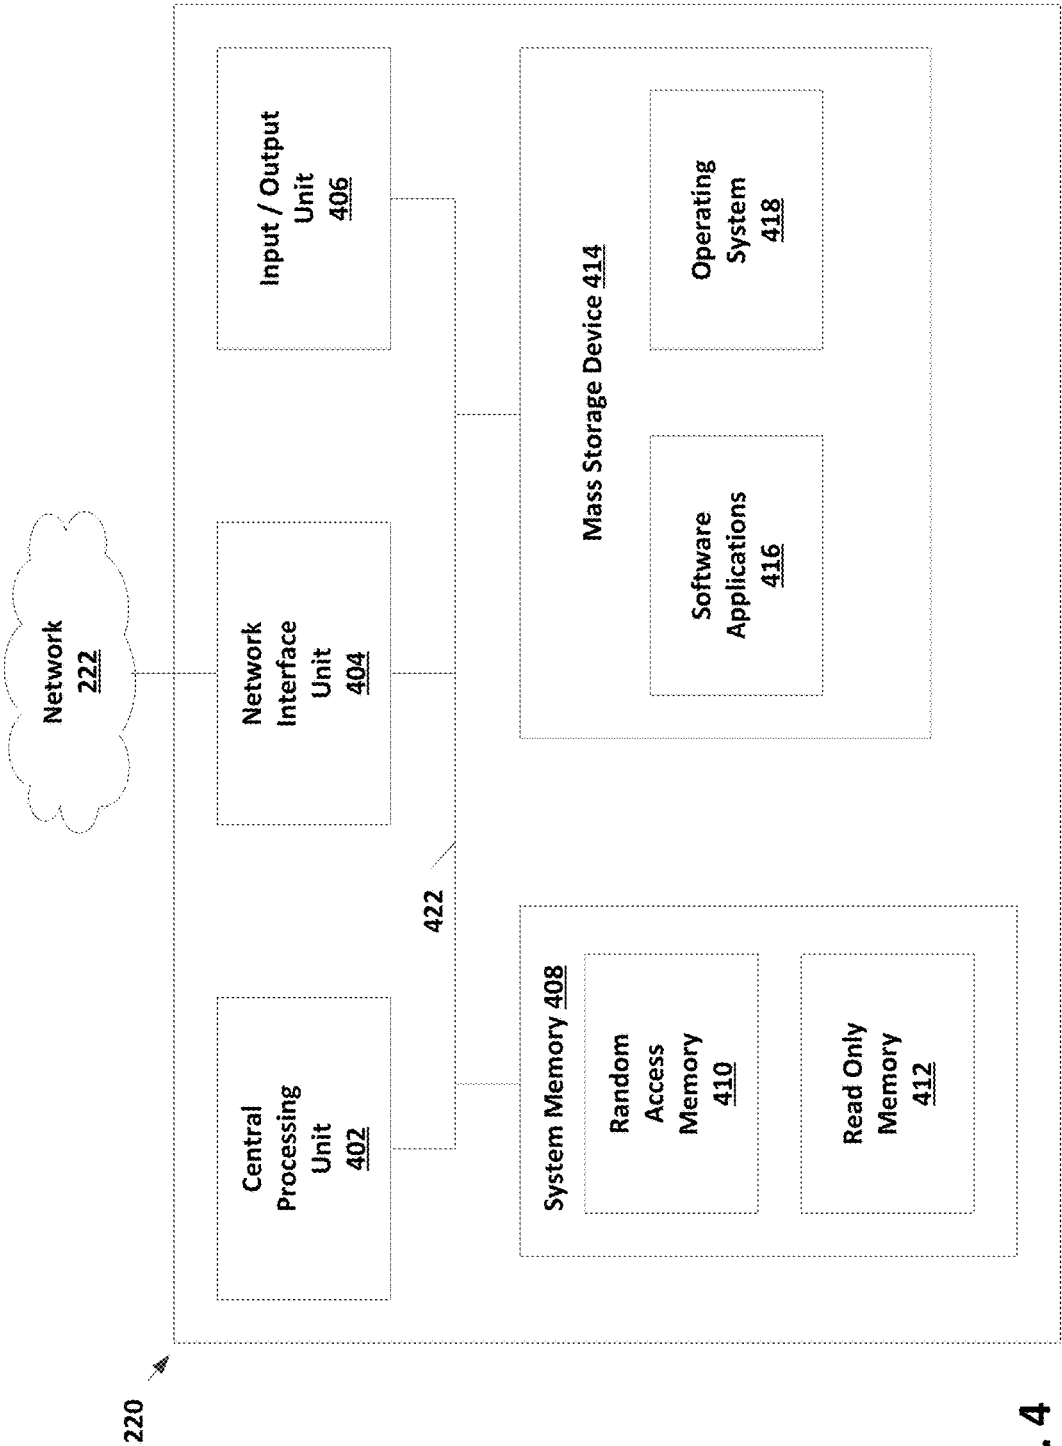 Network
222
220
Central
Processing
Unit
402
Network
Interface
Unit
404
Input / Output
Unit
406
422
System Memory 408
Random
Access
Memory
410
Read Only
Memory
412
Mass Storage Device 414
Software
Applications
416
Operating
System
418
. 4